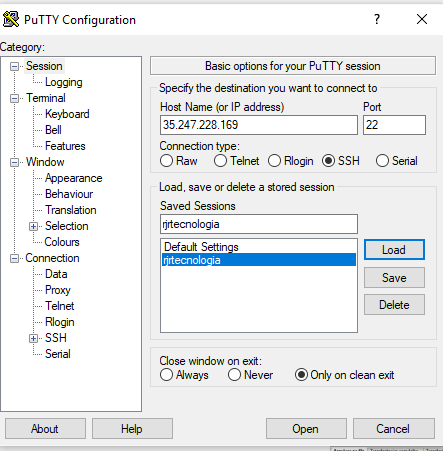 PuTTY Configuration
?
Category:
Session
Logging
Terminal
Keyboard
Bell
Features
Window
Appearance
Behaviour
Translation
Selection
Colours
Connection
Data
Proxy
Telnet
Rlogin
SSH
Serial
Basic options for your PuTTY session
Specify the destination you want to connect to
Host Name (or IP address) Port
35.247.228.169 22
Connection type:
Raw Telnet Rlogin SSH Serial
Load, save or delete a stored session
Saved Sessions
rjrtecnologia
Default Settings
rjrtecnologia
Load
Save
Delete
Close window on exit:
Always Never Only on clean exit
About Help Open Cancel